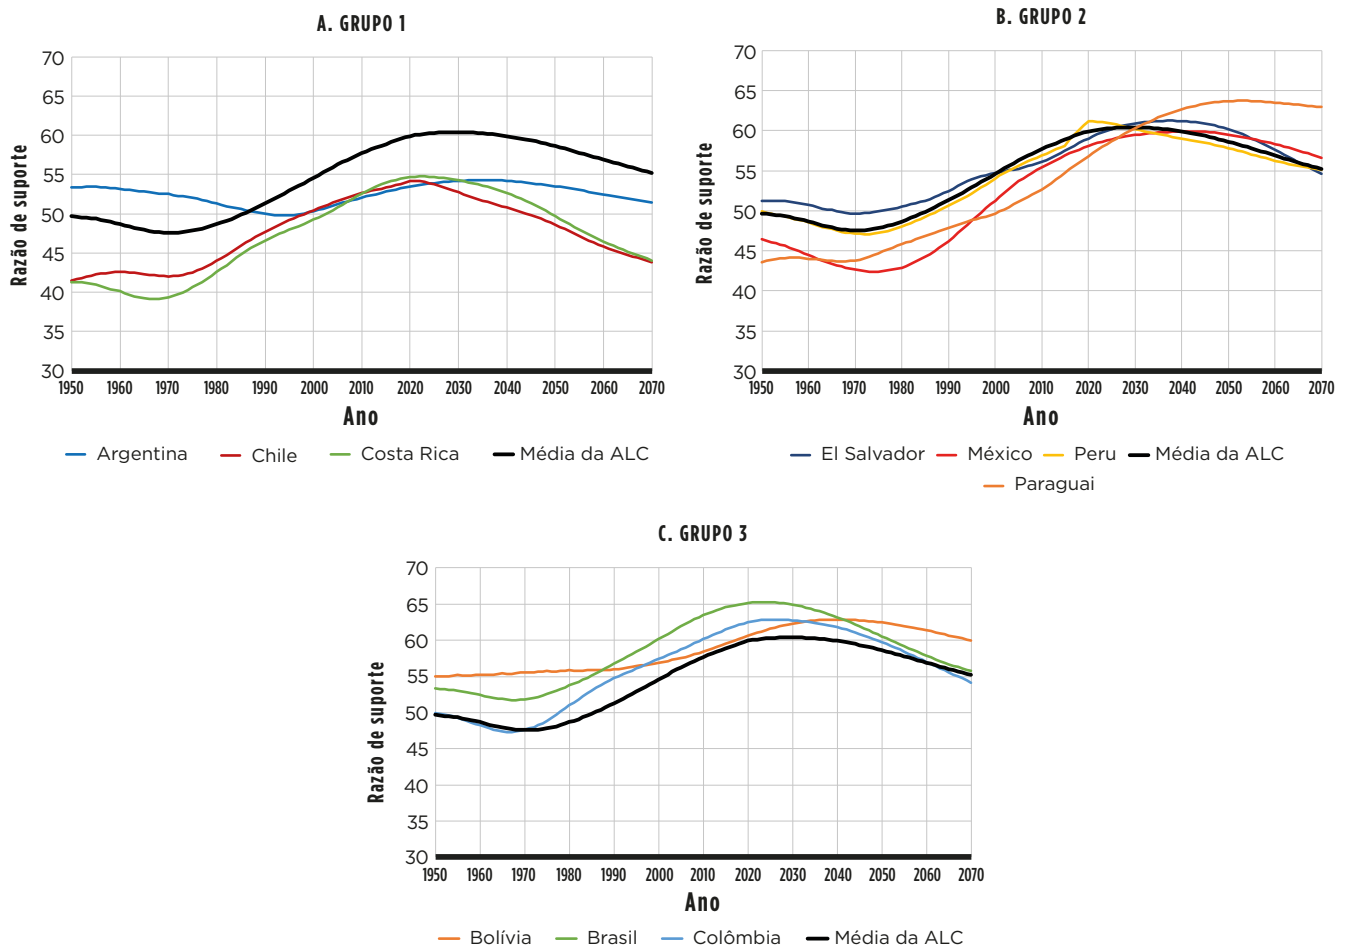 A. GRUPO 1
Razão de suporte
70
65
60
55
50
45
40
35
30
1950 1960 1970 1980 1990 2000 2010 2020 2030 2040 2050 2060 2070
Ano
Argentina Chile Costa Rica Média da ALC
B. GRUPO 2
Razão de suporte
70
65
60
55
50
45
40
35
30
1950 1960 1970 1980 1990 2000 2010 2020 2030 2040 2050 2060 2070
Ano
El Salvador México Peru Média da ALC
Paraguai
C. GRUPO 3
Razão de suporte
70
65
60
55
50
45
40
35
30
1950 1960 1970 1980 1990 2000 2010 2020 2030 2040 2050 2060 2070
Ano
Bolívia Brasil Colômbia Média da ALC